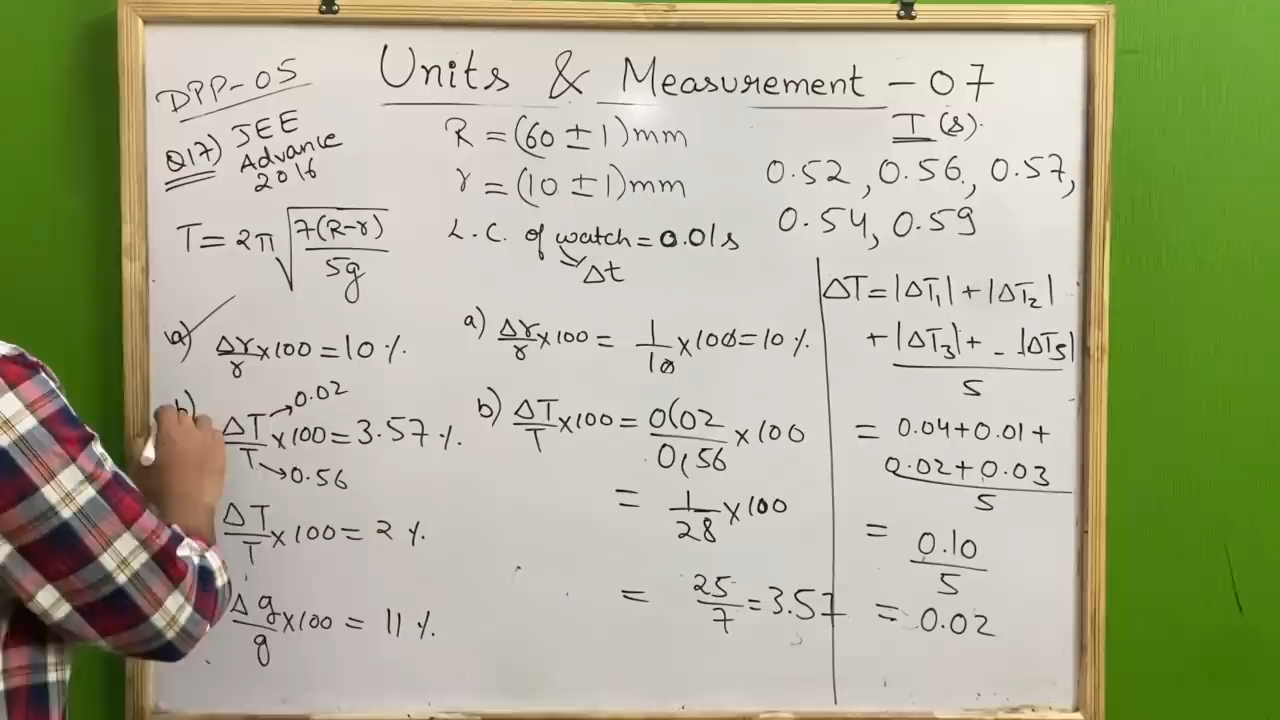 DPP-05
Units & Measurement - 07
Q17) JEE
Advance
2016
R = (60 ± 1) mm
r = (10 ± 1) mm
L.C. of watch = 0.01 s
Δt
T (s).
0.52, 0.56, 0.57,
0.54, 0.59
T = 2π √(7(R-r)/5g)
a) Δr/r × 100 = 10 %.
b) ΔT/T × 100 = 3.57 %.
→ 0.02
→ 0.56
ΔT/T × 100 = 2 %.
Δg/g × 100 = 11 %.
a) Δr/r × 100 = 1/10 × 100 = 10 %.
b) ΔT/T × 100 = 0.02/0.56 × 100
= 1/28 × 100
= 25/7 = 3.57
ΔT = |ΔT₁| + |ΔT₂|
+ |ΔT₃| + - |ΔT₅|
5
= 0.04 + 0.01 +
0.02 + 0.03
5
= 0.10/5
= 0.02